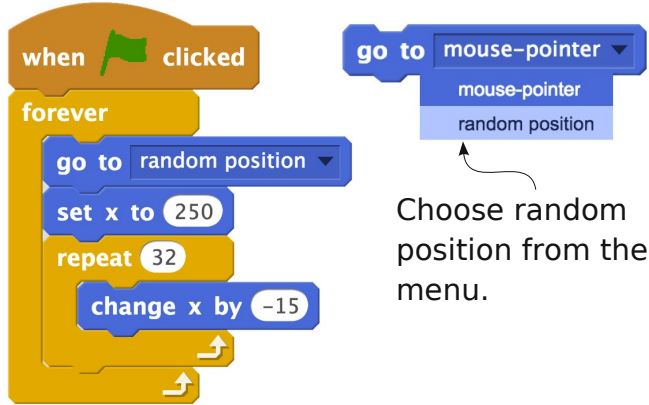 when clicked
forever
go to random position
set x to 250
repeat 32
change x by -15
go to mouse-pointer
mouse-pointer
random position
Choose random
position from the
menu.